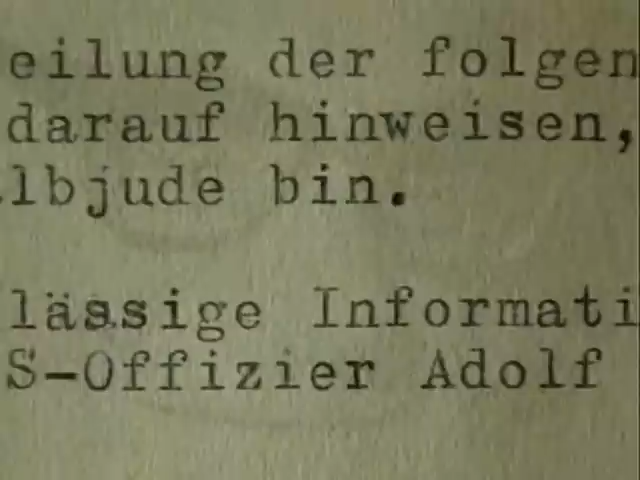 eilung der folgen
darauf hinweisen,
lbjude bin.
lässige Informati
S-Offizier Adolf